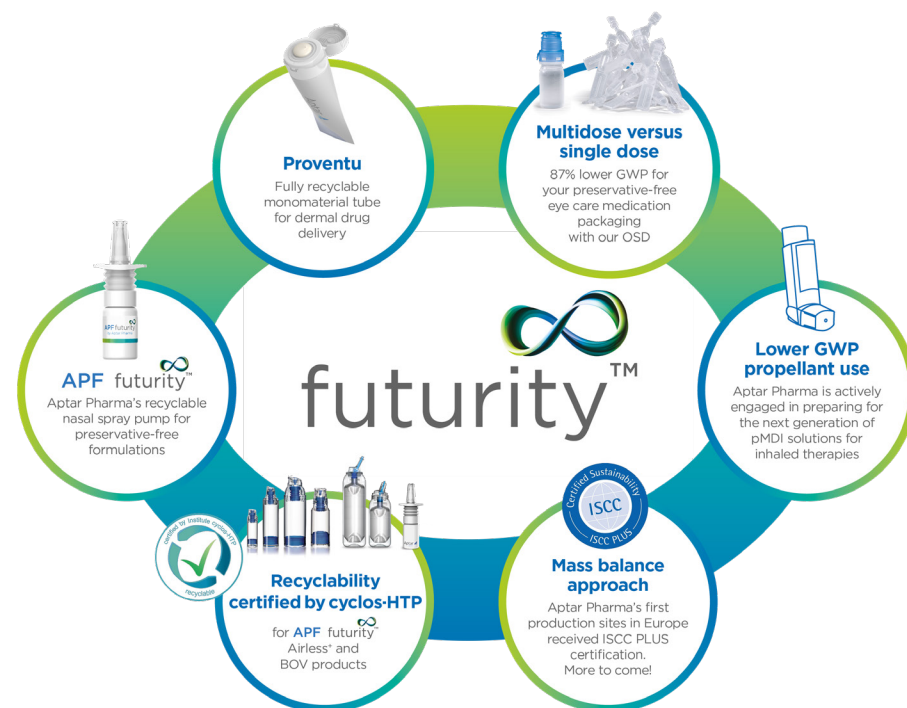 Proventu
Fully recyclable
monomaterial tube
for dermal drug
delivery
Multidose versus
single dose
87% lower GWP for
your preservative-free
eye care medication
packaging
with our OSD
APF futurity
APF futurity™
Aptar Pharma's recyclable
nasal spray pump for
preservative-free
formulations
futurity™
Lower GWP
propellant use
Aptar Pharma is actively
engaged in preparing for
the next generation of
pMDI solutions for
inhaled therapies
certified by Institute cyclos-HTP
recyclable
Recyclability
certified by cyclos-HTP
for APF futurity™
Airless+ and
BOV products
Certified Sustainability
ISCC
ISCC PLUS
Mass balance
approach
Aptar Pharma's first
production sites in Europe
received ISCC PLUS
certification.
More to come!